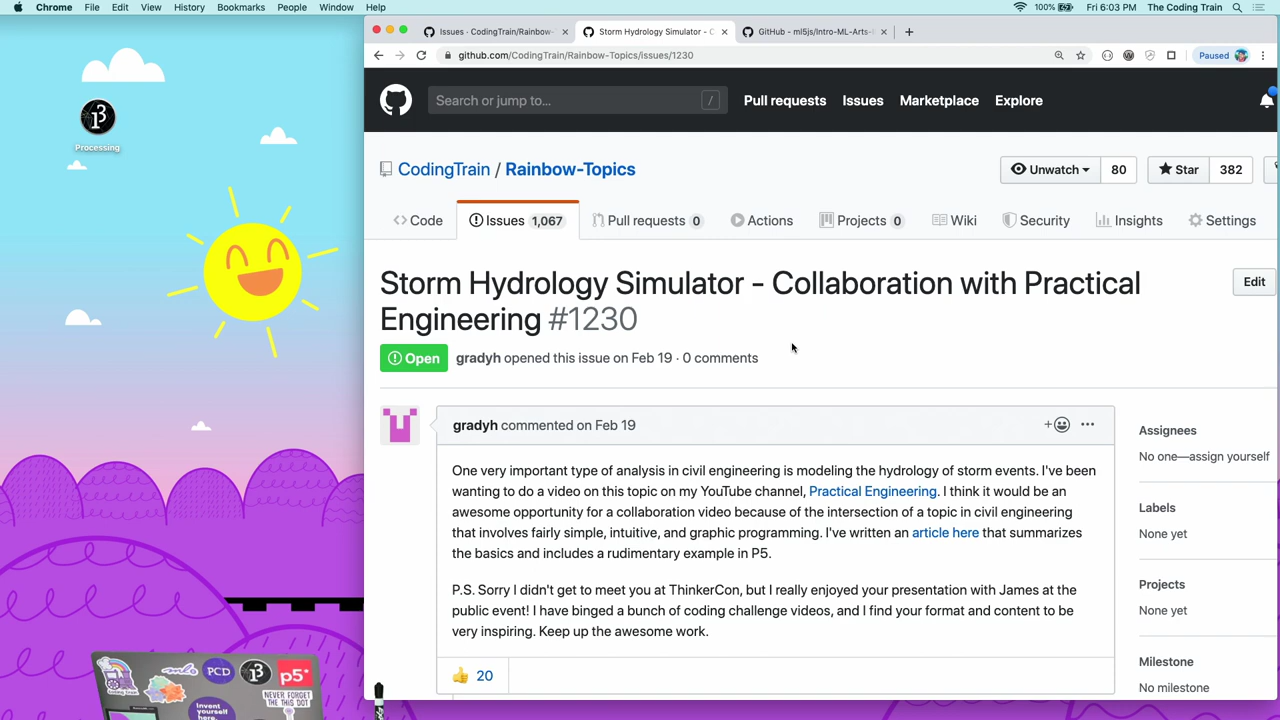 Chrome File Edit View History Bookmarks People Window Help 100% Fri 6:03 PM The Coding Train
Issues · CodingTrain/Rainbow- Storm Hydrology Simulator - C GitHub - ml5js/Intro-ML-Arts-
github.com/CodingTrain/Rainbow-Topics/issues/1230 Paused
Search or jump to... / Pull requests Issues Marketplace Explore
Processing
CodingTrain / Rainbow-Topics Unwatch 80 Star 382
Code Issues 1,067 Pull requests 0 Actions Projects 0 Wiki Security Insights Settings
Storm Hydrology Simulator - Collaboration with Practical
Engineering #1230
Edit
Open gradyh opened this issue on Feb 19 · 0 comments
gradyh commented on Feb 19
One very important type of analysis in civil engineering is modeling the hydrology of storm events. I've been
wanting to do a video on this topic on my YouTube channel, Practical Engineering. I think it would be an
awesome opportunity for a collaboration video because of the intersection of a topic in civil engineering
that involves fairly simple, intuitive, and graphic programming. I've written an article here that summarizes
the basics and includes a rudimentary example in P5.
P.S. Sorry I didn't get to meet you at ThinkerCon, but I really enjoyed your presentation with James at the
public event! I have binged a bunch of coding challenge videos, and I find your format and content to be
very inspiring. Keep up the awesome work.
👍 20
Assignees
No one—assign yourself
Labels
None yet
Projects
None yet
Milestone
No milestone
PCD
p5*
NEVER FORGET
THE THIS DOT
Invent
yourself